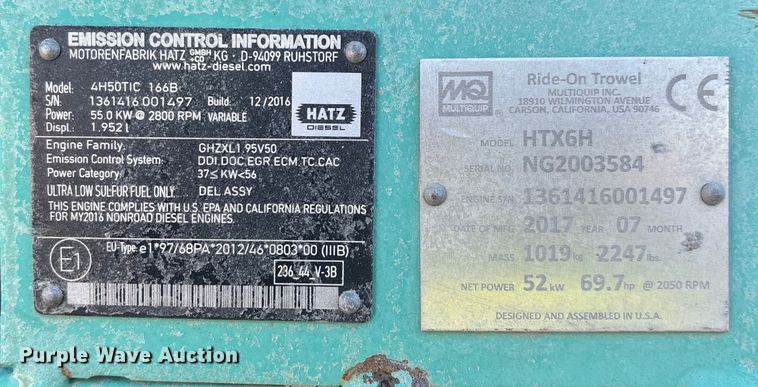 EMISSION CONTROL INFORMATION
MOTORENFABRIK HATZ GMBH +CO KG · D-94099 RUHSTORF
www.hatz-diesel.com
Model: 4H50TIC 166B
S/N: 1361416 001497 Build: 12/2016
Power: 55.0 KW @ 2800 RPM VARIABLE
Displ. 1.952 l
HATZ
DIESEL
Engine Family: GHZXL1.95V50
Emission Control System: DDI.DOC.EGR.ECM.TC.CAC
Power Category: 37≤ KW<56
ULTRA LOW SULFUR FUEL ONLY DEL ASSY
THIS ENGINE COMPLIES WITH U.S. EPA AND CALIFORNIA REGULATIONS
FOR MY2016 NONROAD DIESEL ENGINES.
E1
EU-Type: e1*97/68PA*2012/46*0803*00 (IIIB)
236_44_V-3B
MQ
MULTIQUIP
Ride-On Trowel
MULTIQUIP INC.
18910 WILMINGTON AVENUE
CARSON, CALIFORNIA, USA 90746
MODEL HTX6H
SERIAL NO. NG2003584
ENGINE S/N 1361416001497
DATE OF MFG. 2017 YEAR 07 MONTH
MASS 1019 kg 2247 lbs.
NET POWER 52 kW 69.7 hp @ 2050 RPM
DESIGNED AND ASSEMBLED IN U.S.A.
Purple Wave Auction